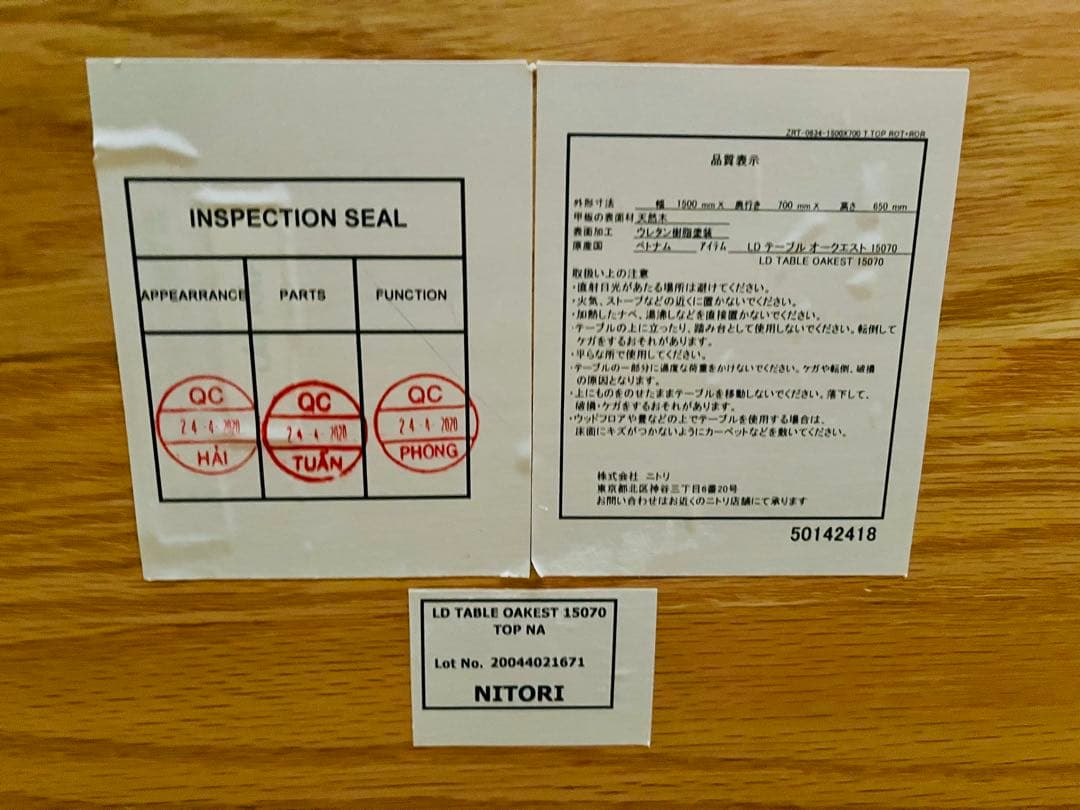 INSPECTION SEAL
APPEARRANCE PARTS FUNCTION
QC QC QC
24-4-2020 24-4-2020 24-4-2020
HẢI TUẤN PHONG
ZRT-0634-1500X700 T.TOP ROT+ROR
品質表示
外形寸法 幅 1500 mm X 奥行き 700 mm X 高さ 650 mm
甲板の表面材 天然木
表面加工 ウレタン樹脂塗装
原産国 ベトナム アイテム LD テーブル オークエスト 15070
LD TABLE OAKEST 15070
取扱い上の注意
・直射日光があたる場所は避けてください。
・火気、ストーブなどの近くに置かないでください。
・加熱したナベ、湯沸しなどを直接置かないでください。
・テーブルの上に立ったり、踏み台として使用しないでください。転倒して
ケガをするおそれがあります。
・平らな所で使用してください。
・テーブルの一部分に過度な荷重をかけないでください。ケガや転倒、破損
の原因となります。
・上にものをのせたままテーブルを移動しないでください。落下して、
破損・ケガをするおそれがあります。
・ウッドフロアや畳などの上でテーブルを使用する場合は、
床面にキズがつかないようにカーペットなどを敷いてください。
株式会社 ニトリ
東京都北区神谷三丁目6番20号
お問い合わせはお近くのニトリ店舗にて承ります
50142418
LD TABLE OAKEST 15070
TOP NA
Lot No. 20044021671
NITORI